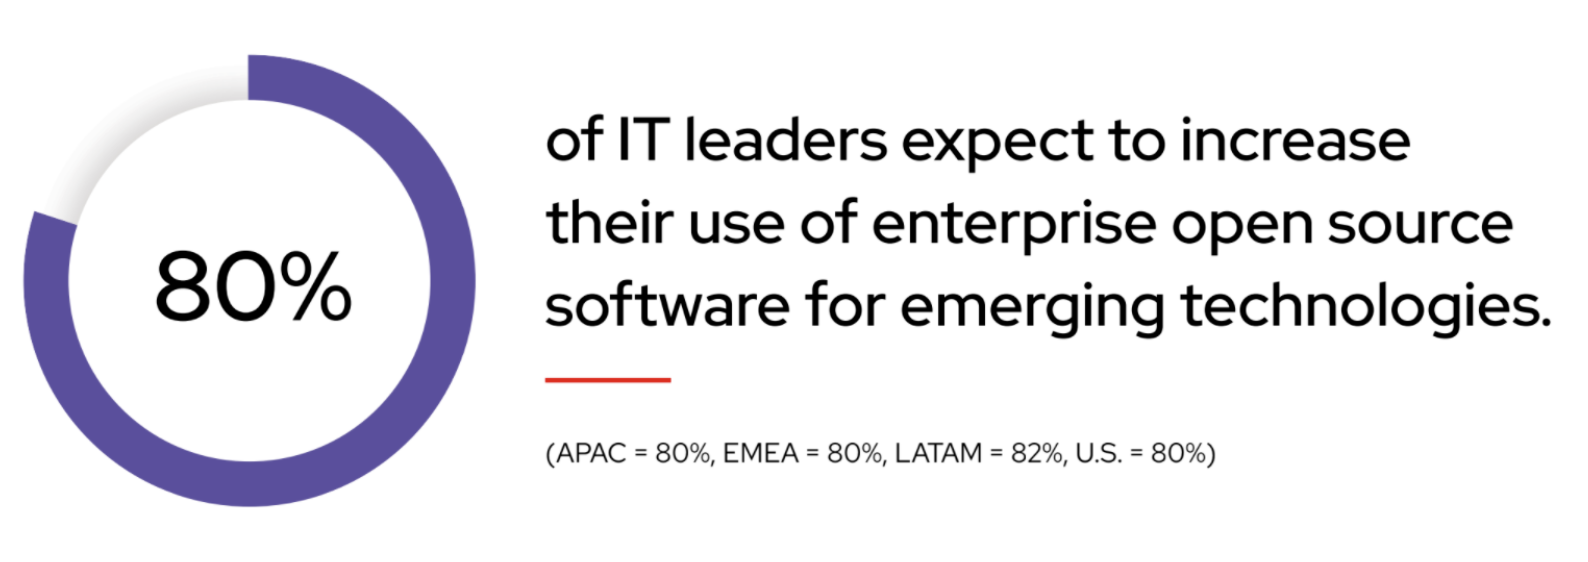 80%
of IT leaders expect to increase
their use of enterprise open source
software for emerging technologies.
(APAC = 80%, EMEA = 80%, LATAM = 82%, U.S. = 80%)